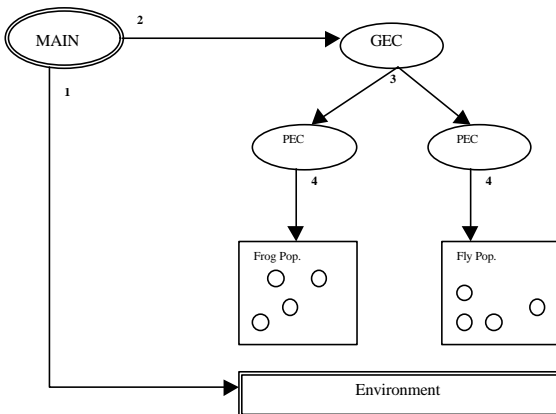 2
MAIN
GEC
1
3
PEC
PEC
4
4
Frog Pop.
Fly Pop.
Environment